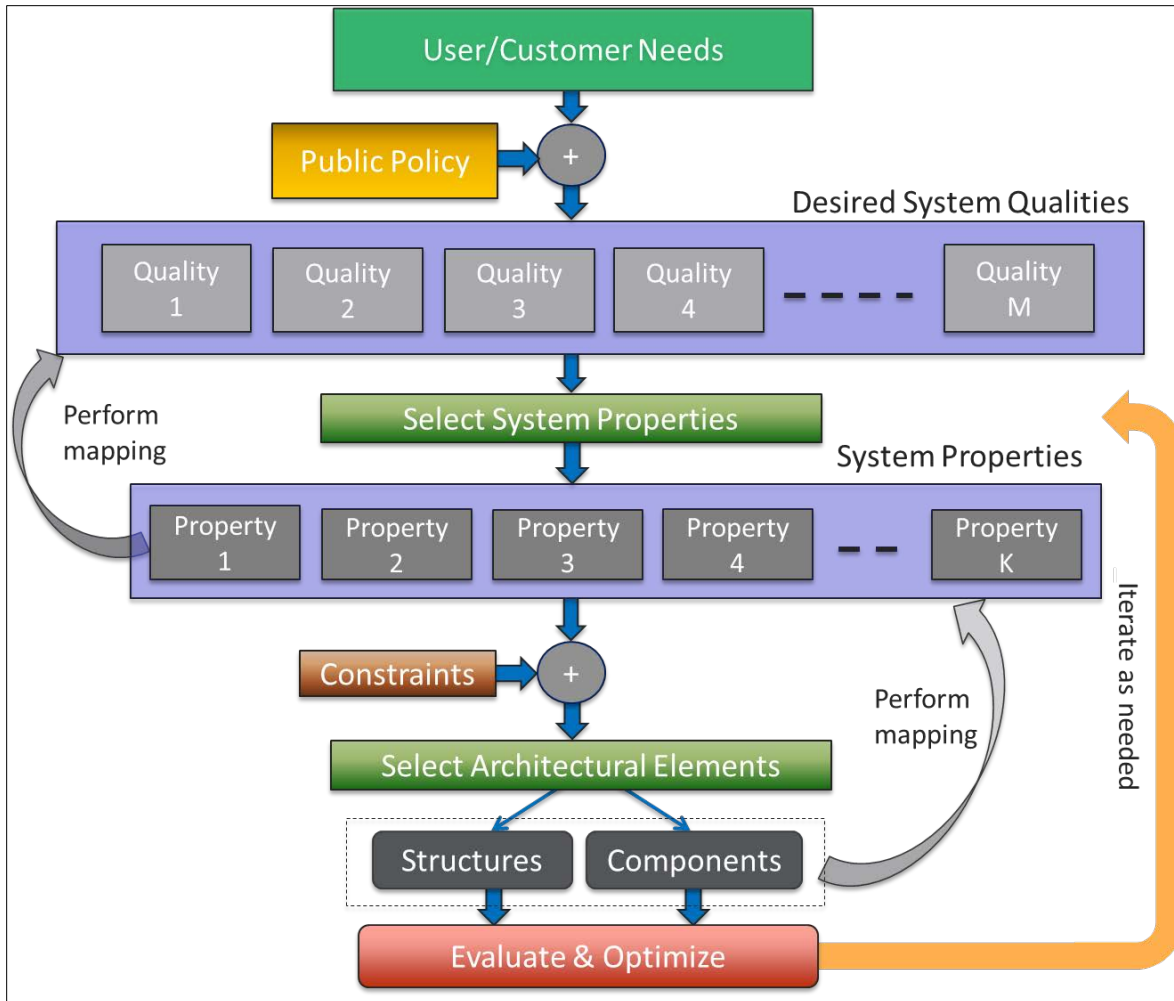 User/Customer Needs
Public Policy
+
Desired System Qualities
Quality
1
Quality
2
Quality
3
Quality
4
Quality
M
Perform
mapping
Select System Properties
System Properties
Property
1
Property
2
Property
3
Property
4
Property
K
Constraints
+
Perform
mapping
Iterate as needed
Select Architectural Elements
Structures
Components
Evaluate & Optimize